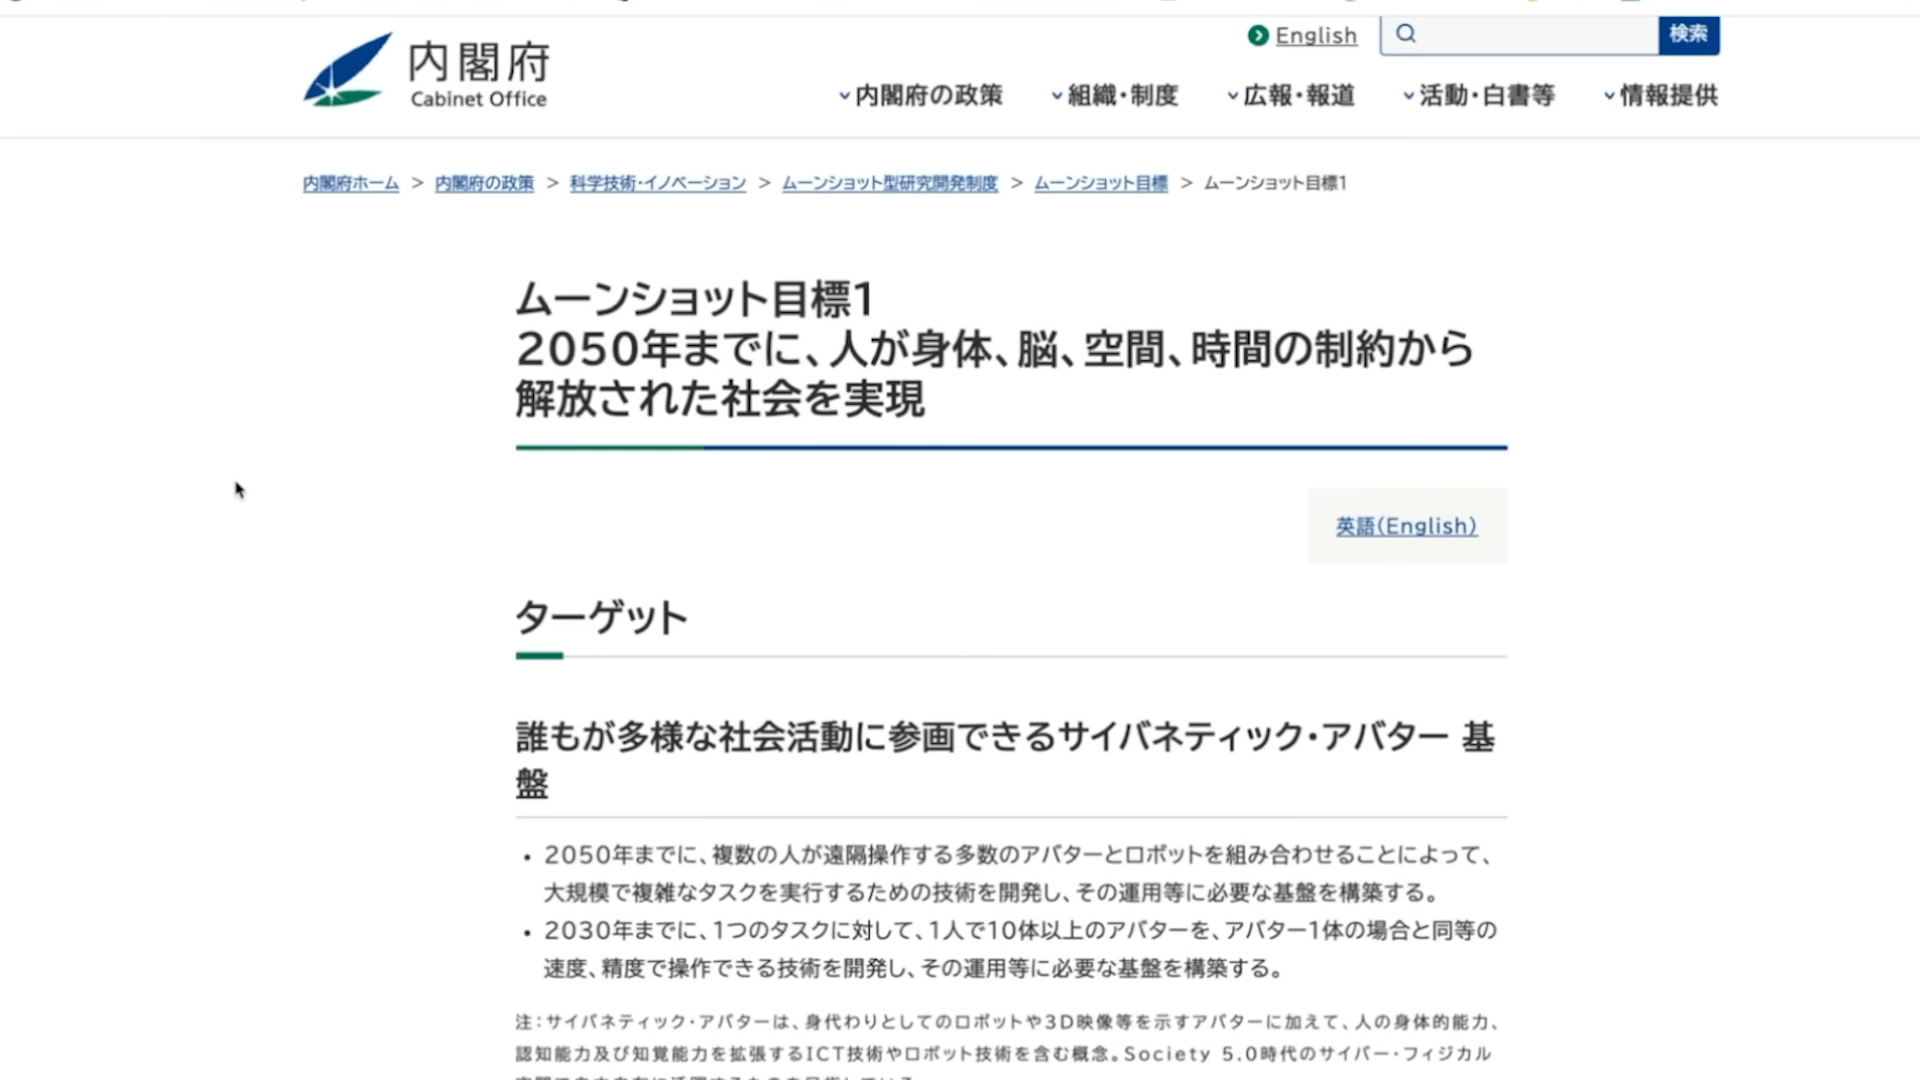 内閣府
Cabinet Office
English
検索
内閣府の政策 組織・制度 広報・報道 活動・白書等 情報提供
内閣府ホーム > 内閣府の政策 > 科学技術・イノベーション > ムーンショット型研究開発制度 > ムーンショット目標 > ムーンショット目標1
ムーンショット目標1
2050年までに、人が身体、脳、空間、時間の制約から
解放された社会を実現
英語（English）
ターゲット
誰もが多様な社会活動に参画できるサイバネティック・アバター 基
盤
• 2050年までに、複数の人が遠隔操作する多数のアバターとロボットを組み合わせることによって、
大規模で複雑なタスクを実行するための技術を開発し、その運用等に必要な基盤を構築する。
• 2030年までに、1つのタスクに対して、1人で10体以上のアバターを、アバター1体の場合と同等の
速度、精度で操作できる技術を開発し、その運用等に必要な基盤を構築する。
注：サイバネティック・アバターは、身代わりとしてのロボットや3D映像等を示すアバターに加えて、人の身体的能力、
認知能力及び知覚能力を拡張するICT技術やロボット技術を含む概念。Society 5.0時代のサイバー・フィジカル